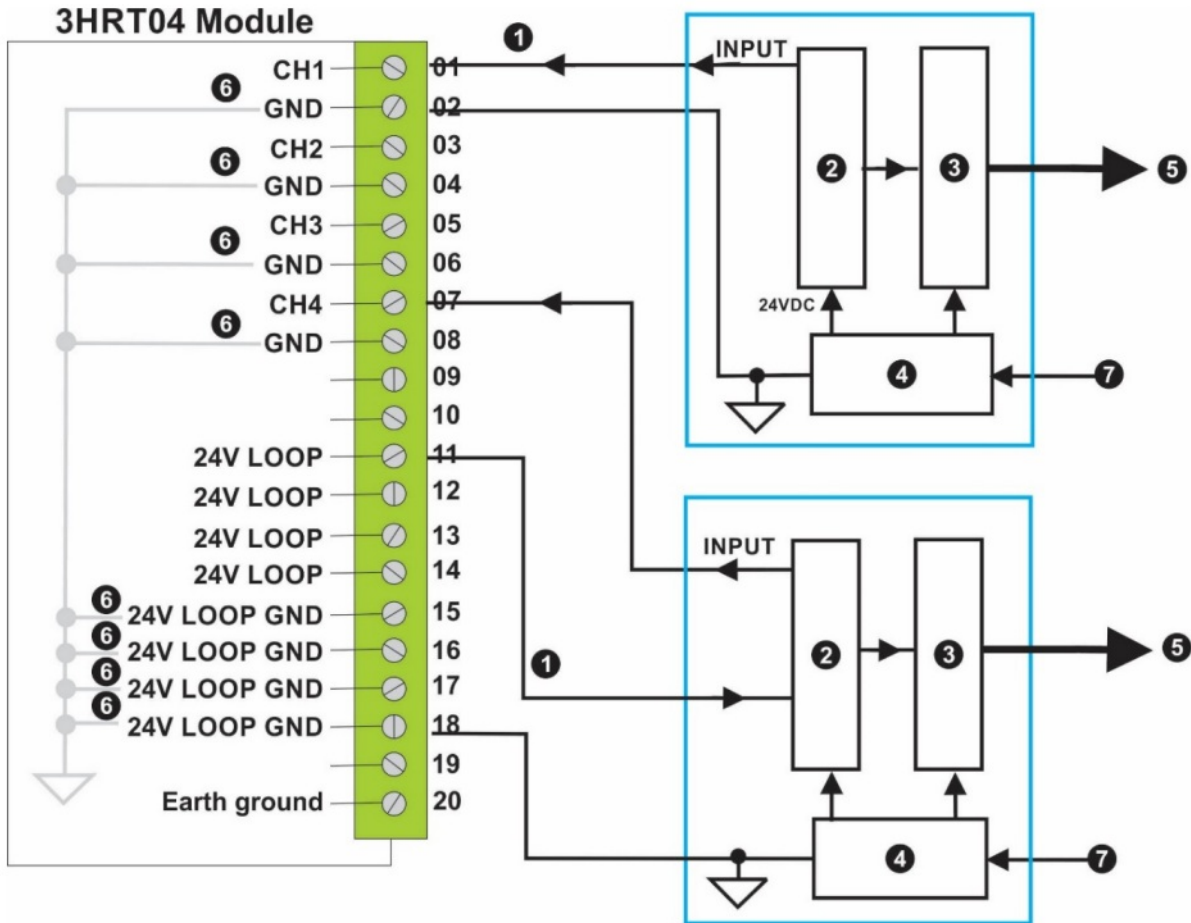 3HRT04 Module
1
INPUT
CH1 01
6
GND 02
CH2 03
6
GND 04
2
3
5
CH3 05
6
GND 06
CH4 07
24VDC
6
GND 08
4
7
09
10
24V LOOP 11
24V LOOP 12
24V LOOP 13
INPUT
24V LOOP 14
6
24V LOOP GND 15
6
24V LOOP GND 16
1
2
3
5
6
24V LOOP GND 17
6
24V LOOP GND 18
19
Earth ground 20
4
7